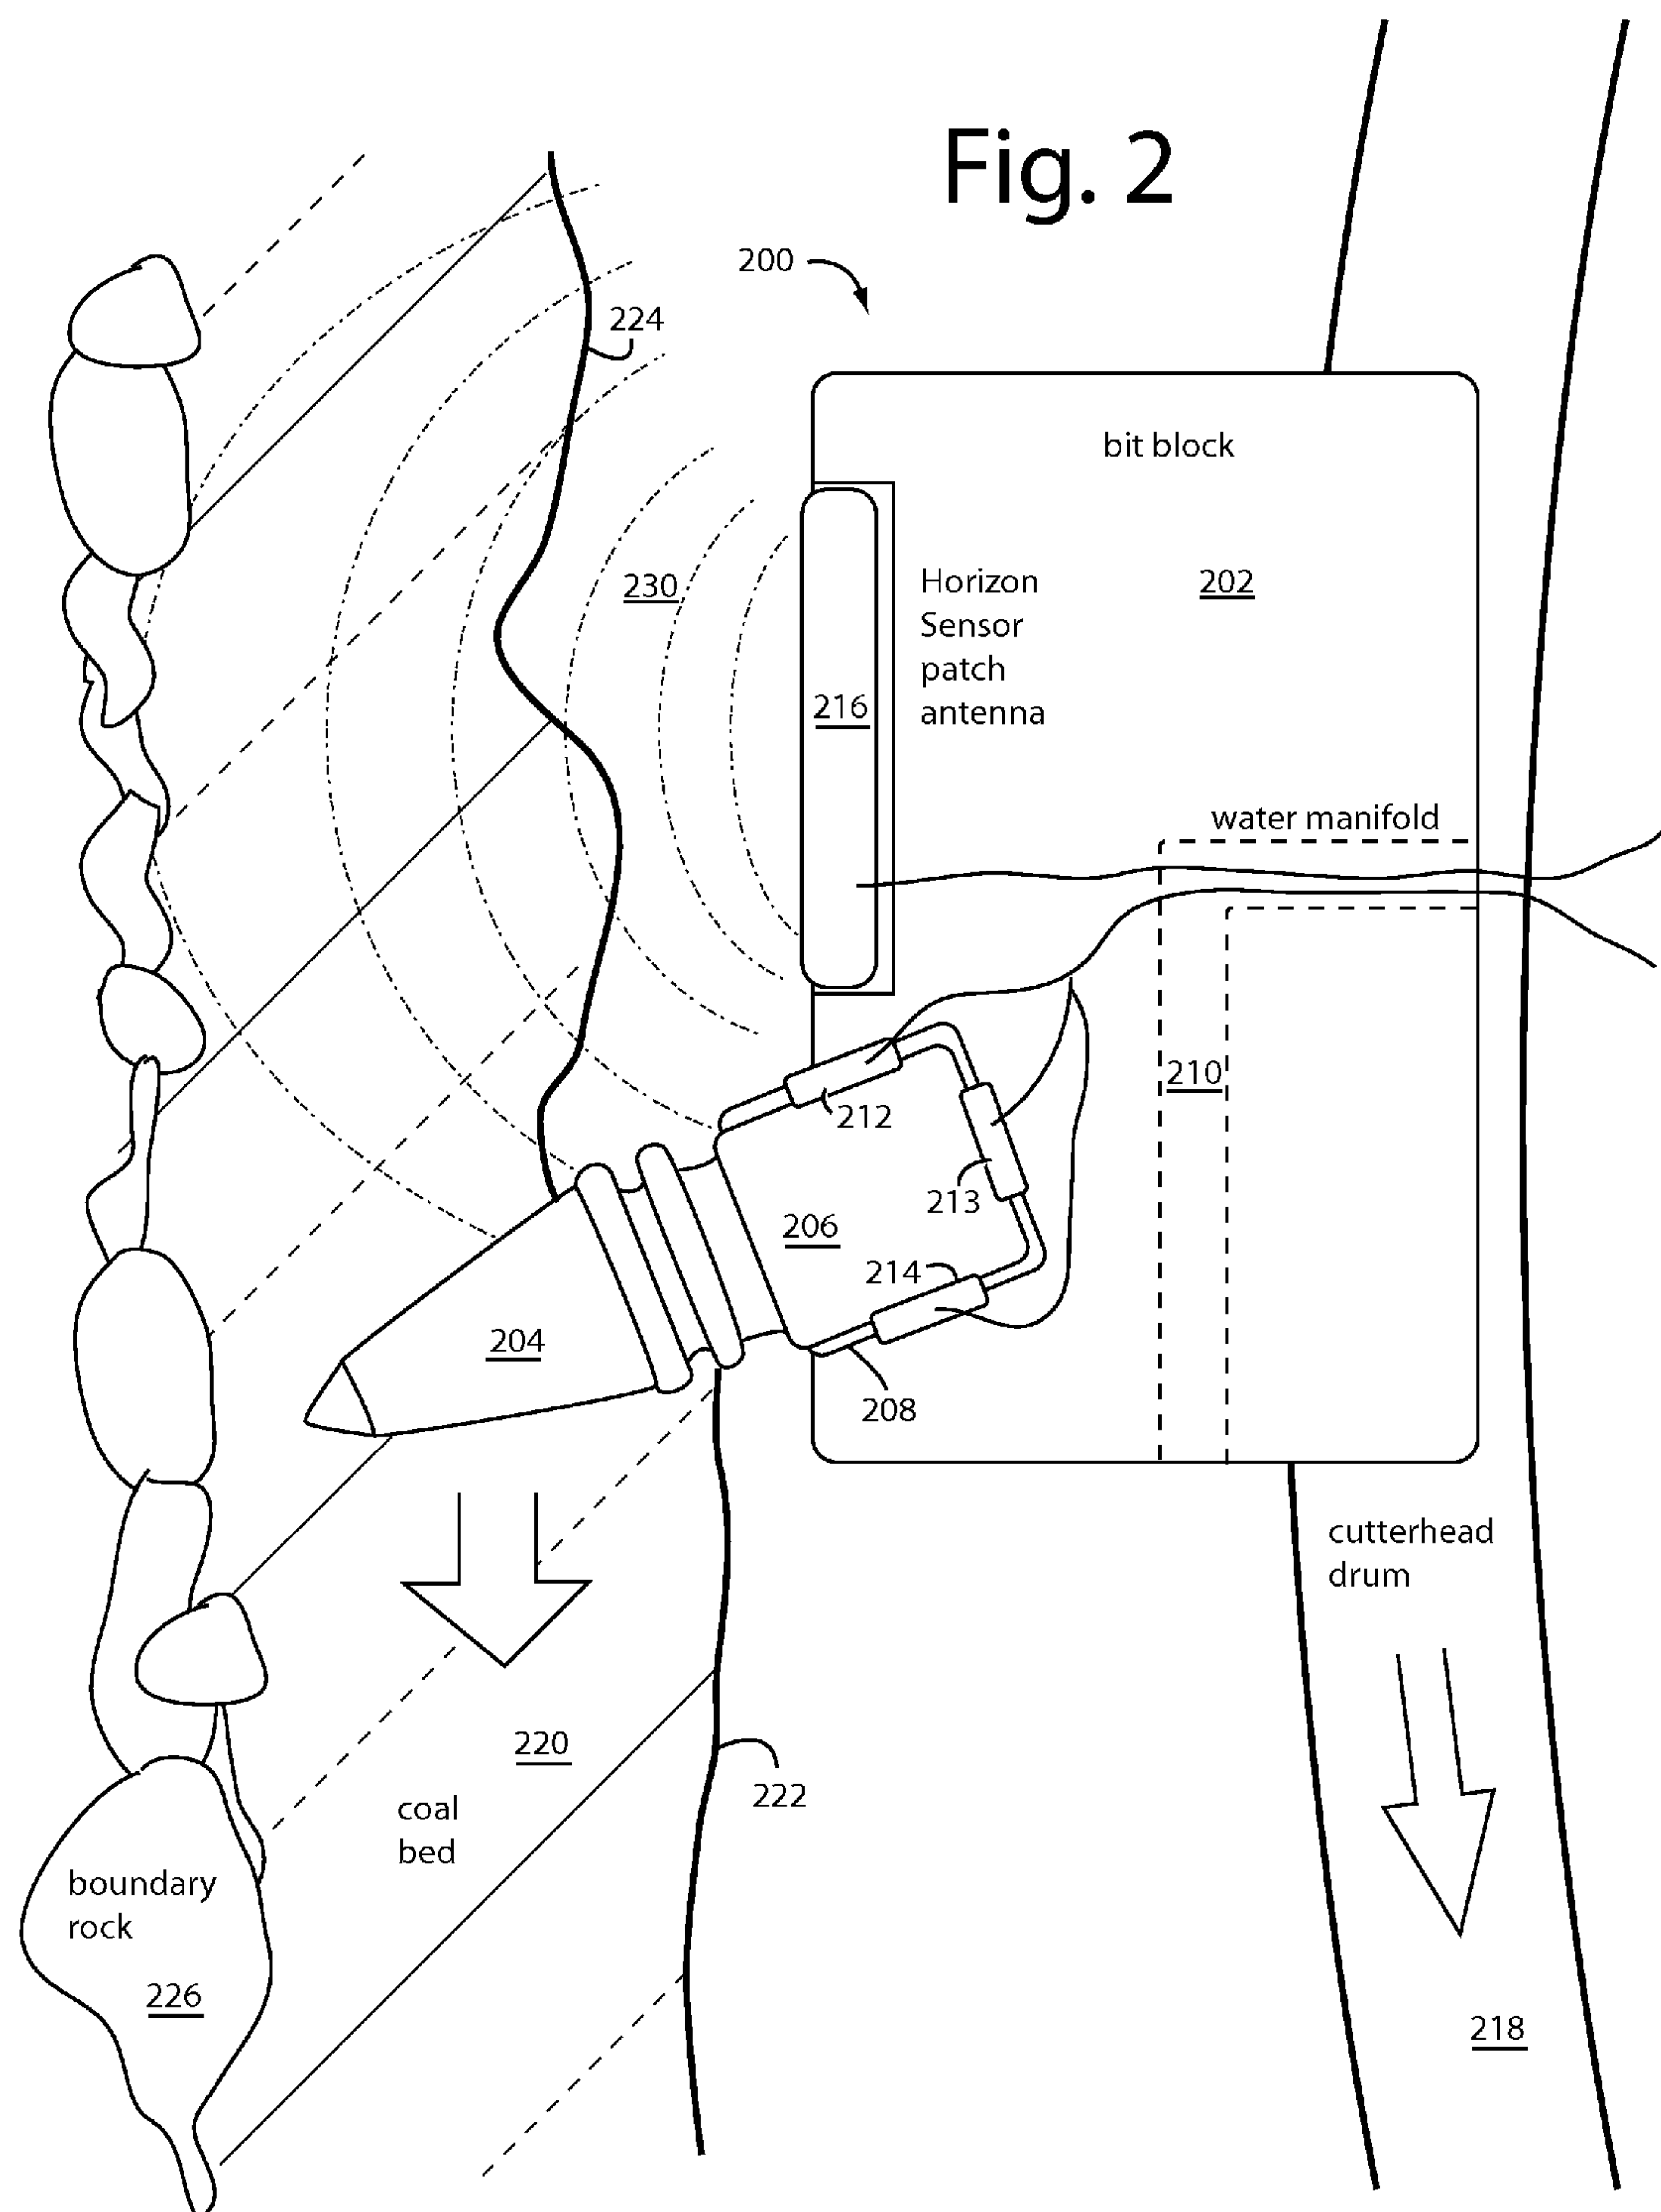 Fig. 2
200
224
bit block
230
Horizon
Sensor
patch
antenna
202
216
water manifold
210
212
213
206
214
204
208
cutterhead
drum
220
222
coal
bed
boundary
rock
226
218